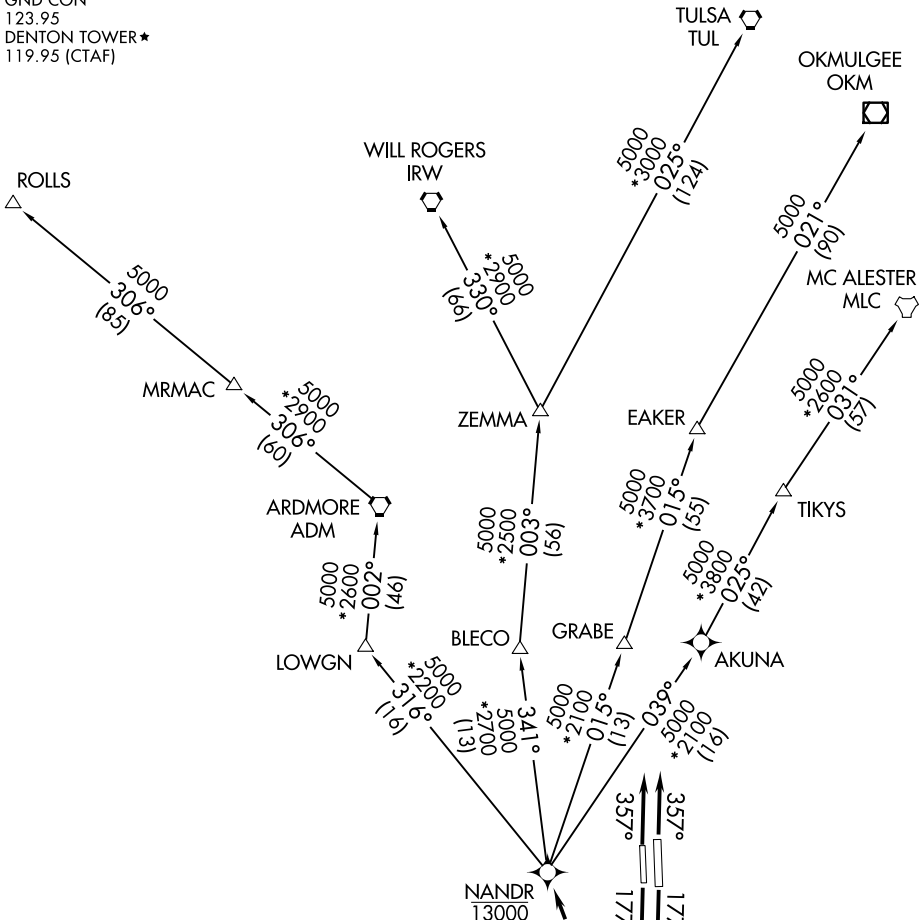 GND CON
123.95
DENTON TOWER★
119.95 (CTAF)
TULSA
TUL
OKMULGEE
OKM
WILL ROGERS
IRW
ROLLS
5000
*3000
025°
(124)
5000
021°
(90)
5000
*2900
330°
(66)
MC ALESTER
MLC
5000
306°
(85)
MRMAC
5000
*2900
306°
(60)
ZEMMA
EAKER
5000
*2600
031°
(57)
ARDMORE
ADM
5000
*2500
003°
(56)
5000
*3700
015°
(55)
TIKYS
5000
*2600
002°
(46)
5000
*3800
025°
(42)
LOWGN
BLECO
GRABE
AKUNA
5000
*2200
316°
(16)
341°
5000
*2700
(13)
5000
*2100
015°
(13)
039°
5000
*2100
(16)
357°
357°
NANDR
13000
177
177